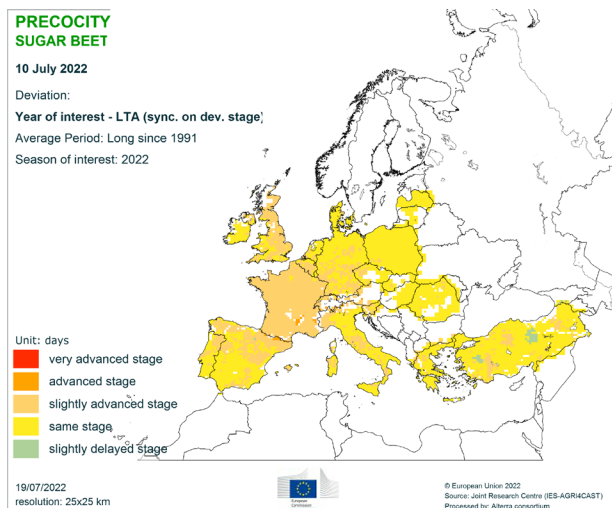 PRECOCITY
SUGAR BEET
10 July 2022
Deviation:
Year of interest - LTA (sync. on dev. stage)
Average Period: Long since 1991
Season of interest: 2022
Unit: days
very advanced stage
advanced stage
slightly advanced stage
same stage
slightly delayed stage
19/07/2022
resolution: 25x25 km
European
Commission
© European Union 2022
Source: Joint Research Centre (IES-AGRI4CAST)
Processed by: Alterra consortium